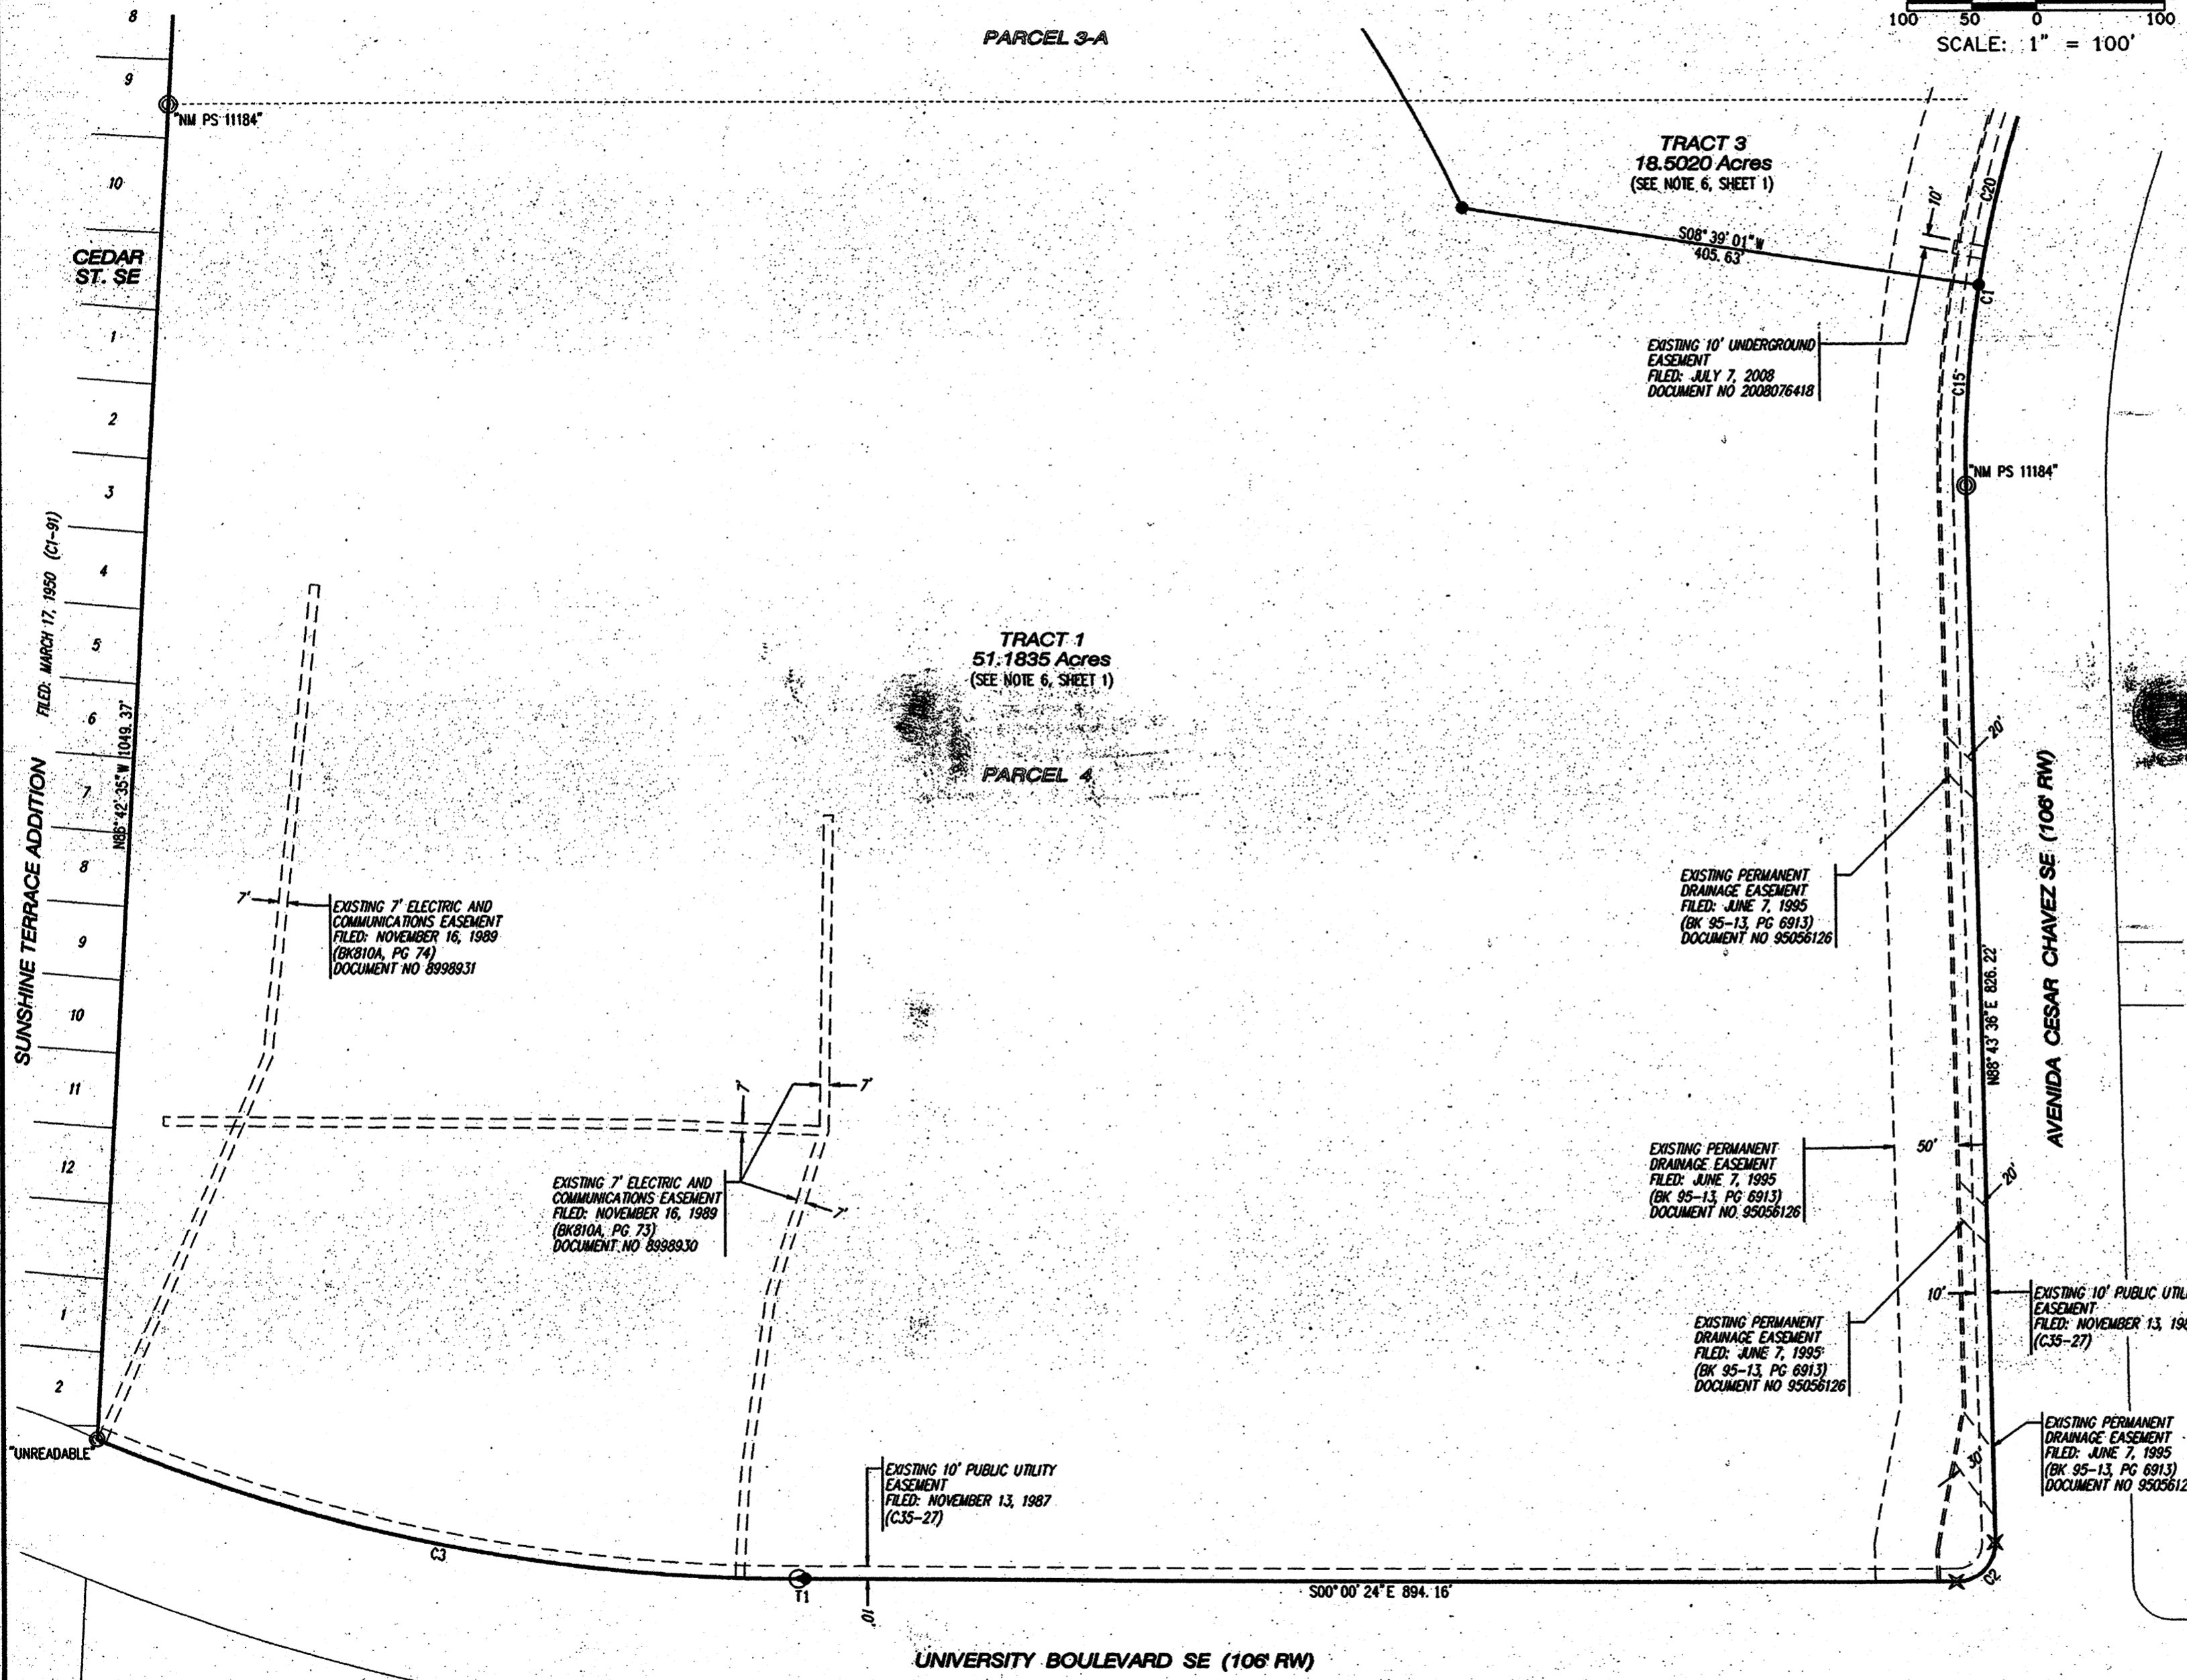 100 50 0 100
SCALE: 1" = 100'
PARCEL 3-A
8
9
"NM PS 11184"
10
CEDAR
ST. SE
1
2
3
4
5
6
7
8
9
10
11
12
1
2
SUNSHINE TERRACE ADDITION
FILED: MARCH 17, 1950 (C1-91)
N86°42'35"W 1049.37'
TRACT 3
18.5020 Acres
(SEE NOTE 6, SHEET 1)
S08°39'01"W
405.63'
10'
C20
C1
C15
EXISTING 10' UNDERGROUND
EASEMENT
FILED: JULY 7, 2008
DOCUMENT NO 2008076418
"NM PS 11184"
TRACT 1
51.1835 Acres
(SEE NOTE 6, SHEET 1)
PARCEL 4
20'
AVENIDA CESAR CHAVEZ SE (106' RW)
N88°43'36"E 826.22'
EXISTING PERMANENT
DRAINAGE EASEMENT
FILED: JUNE 7, 1995
(BK 95-13, PG 6913)
DOCUMENT NO 95056126
7'
EXISTING 7' ELECTRIC AND
COMMUNICATIONS EASEMENT
FILED: NOVEMBER 16, 1989
(BK810A, PG 74)
DOCUMENT NO 8998931
7'
7'
7'
EXISTING 7' ELECTRIC AND
COMMUNICATIONS EASEMENT
FILED: NOVEMBER 16, 1989
(BK810A, PG 73)
DOCUMENT NO 8998930
EXISTING PERMANENT
DRAINAGE EASEMENT
FILED: JUNE 7, 1995
(BK 95-13, PG 6913)
DOCUMENT NO 95056126
50'
20'
EXISTING PERMANENT
DRAINAGE EASEMENT
FILED: JUNE 7, 1995
(BK 95-13, PG 6913)
DOCUMENT NO 95056126
10'
EXISTING 10' PUBLIC UTIL
EASEMENT
FILED: NOVEMBER 13, 198
(C35-27)
EXISTING PERMANENT
DRAINAGE EASEMENT
FILED: JUNE 7, 1995
(BK 95-13, PG 6913)
DOCUMENT NO 9505612
30'
"UNREADABLE"
C3
EXISTING 10' PUBLIC UTILITY
EASEMENT
FILED: NOVEMBER 13, 1987
(C35-27)
T1
10'
S00°00'24"E 894.16'
C2
UNIVERSITY BOULEVARD SE (106' RW)